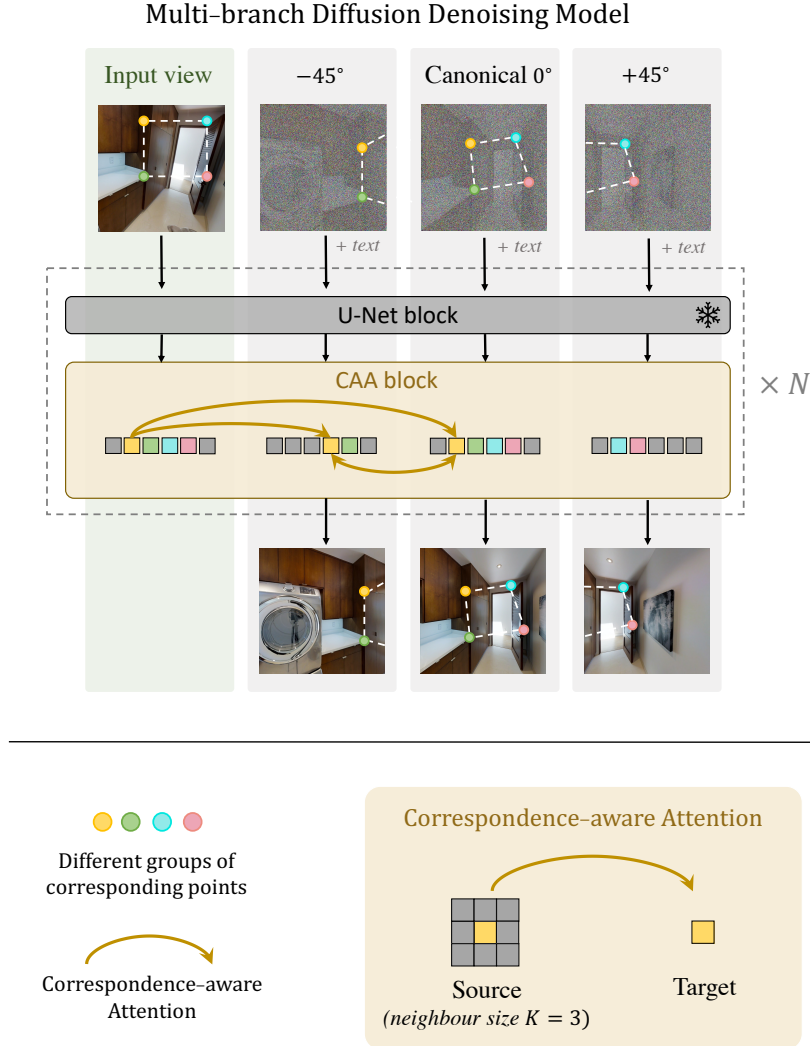 Multi–branch Diffusion Denoising Model
Input view
−45°
Canonical 0°
+45°
+ text
+ text
+ text
U-Net block
CAA block
× N
Different groups of
corresponding points
Correspondence–aware
Attention
Correspondence–aware Attention
Source
(neighbour size K = 3)
Target